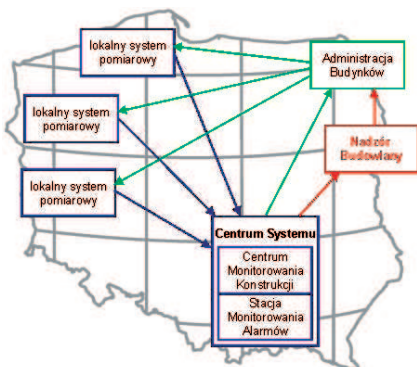 lokalny system
pomiarowy
Administracja
Budynków
lokalny system
pomiarowy
Nadzór
Budowlany
lokalny system
pomiarowy
Centrum Systemu
Centrum
Monitorowania
Konstrukcji
Stacja
Monitorowania
Alarmów